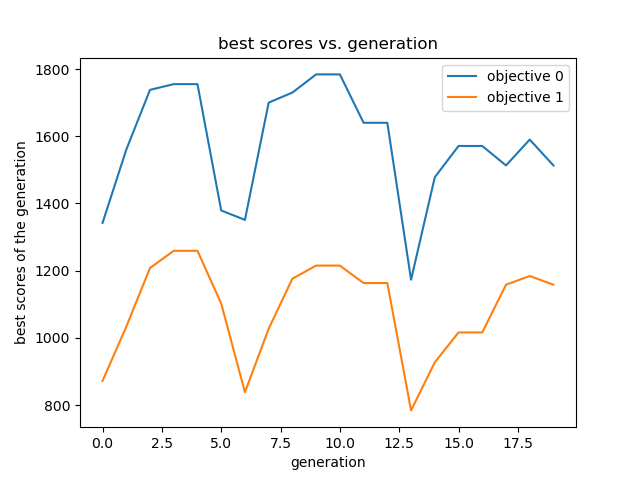 best scores vs. generation
objective 0
objective 1
1800
1600
1400
1200
1000
800
best scores of the generation
0.0 2.5 5.0 7.5 10.0 12.5 15.0 17.5
generation